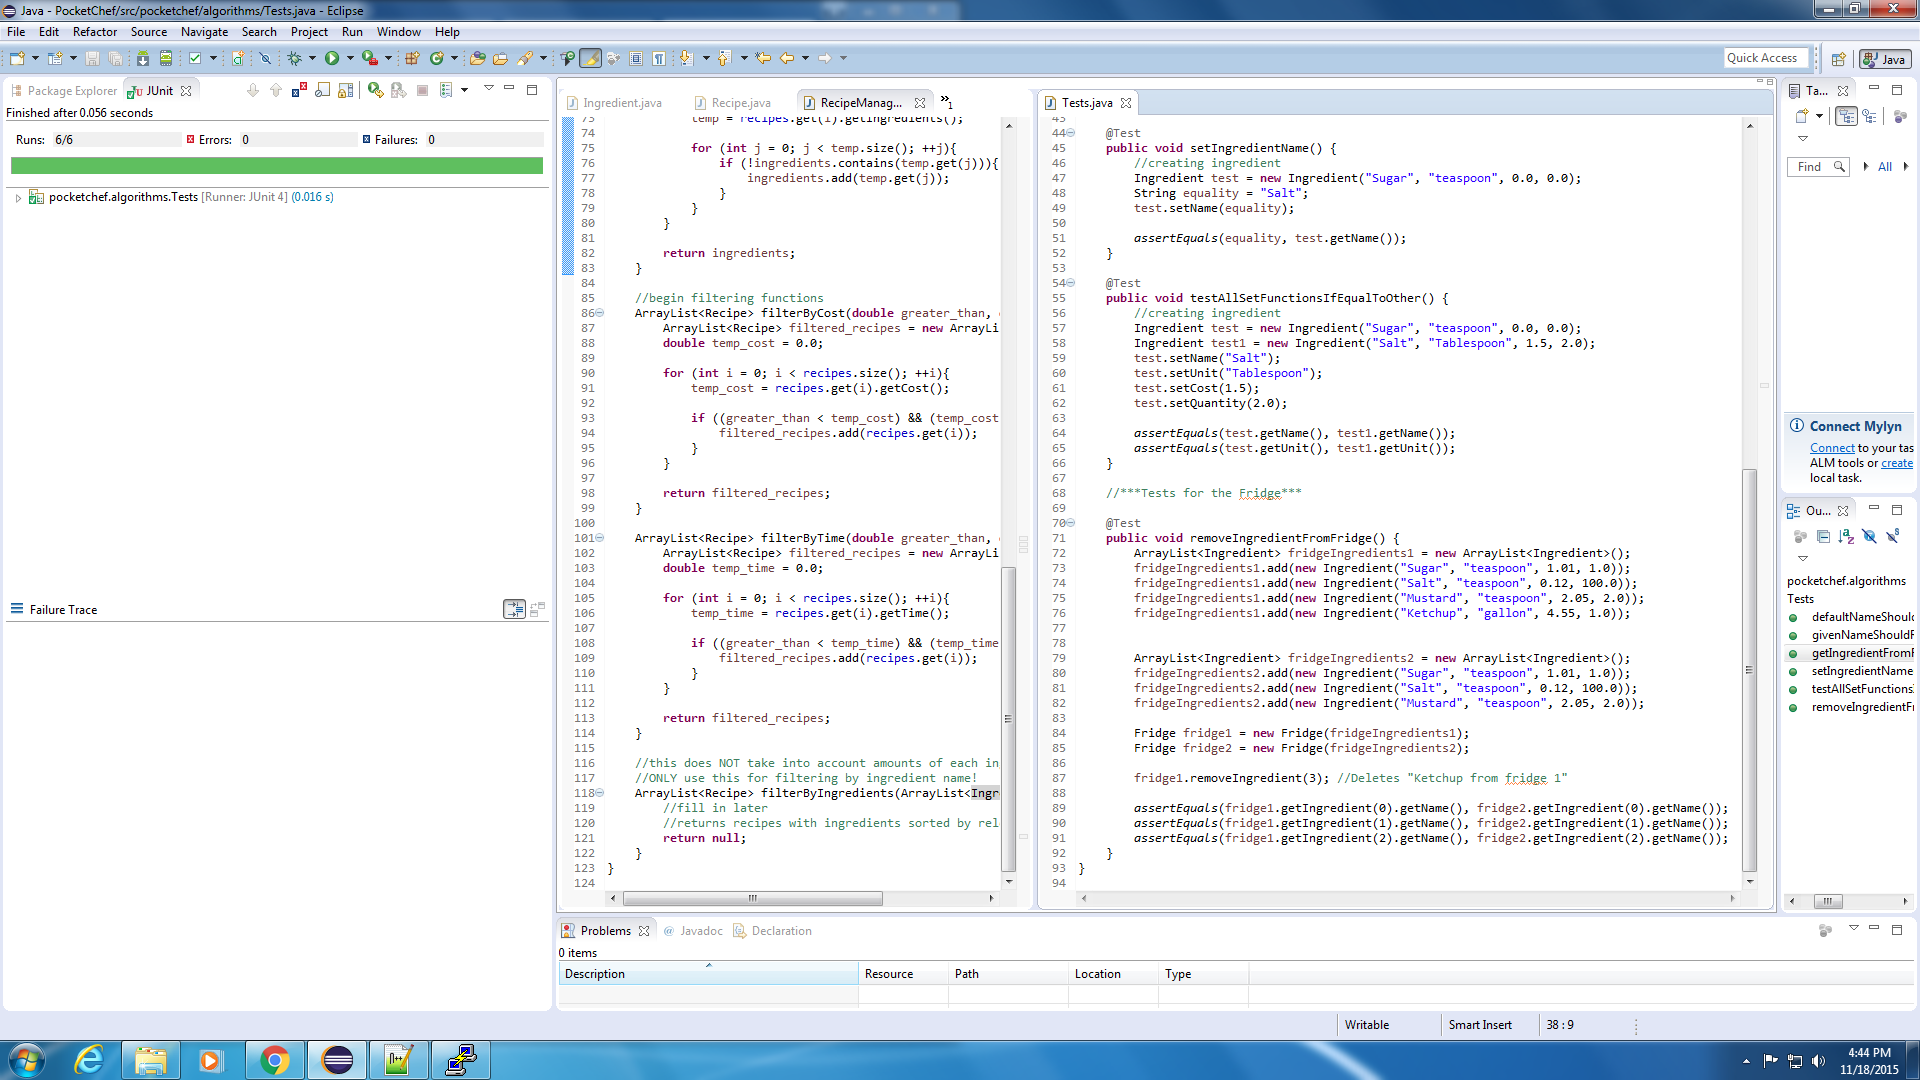 Java - PocketChef/src/pocketchef/algorithms/Tests.java - Eclipse
File Edit Refactor Source Navigate Search Project Run Window Help
Quick Access
Java
Package Explorer JUnit
Finished after 0.056 seconds
Runs: 6/6 Errors: 0 Failures: 0
pocketchef.algorithms.Tests [Runner: JUnit 4] (0.016 s)
Failure Trace
Ingredient.java Recipe.java RecipeManag... »1
73 temp = recipes.get(i).getIngredients();
74
75 for (int j = 0; j < temp.size(); ++j){
76 if (!ingredients.contains(temp.get(j))){
77 ingredients.add(temp.get(j));
78 }
79 }
80 }
81
82 return ingredients;
83 }
84
85 //begin filtering functions
86 ArrayList<Recipe> filterByCost(double greater_than,
87 ArrayList<Recipe> filtered_recipes = new ArrayLi
88 double temp_cost = 0.0;
89
90 for (int i = 0; i < recipes.size(); ++i){
91 temp_cost = recipes.get(i).getCost();
92
93 if ((greater_than < temp_cost) && (temp_cost
94 filtered_recipes.add(recipes.get(i));
95 }
96 }
97
98 return filtered_recipes;
99 }
100
101 ArrayList<Recipe> filterByTime(double greater_than,
102 ArrayList<Recipe> filtered_recipes = new ArrayLi
103 double temp_time = 0.0;
104
105 for (int i = 0; i < recipes.size(); ++i){
106 temp_time = recipes.get(i).getTime();
107
108 if ((greater_than < temp_time) && (temp_time
109 filtered_recipes.add(recipes.get(i));
110 }
111 }
112
113 return filtered_recipes;
114 }
115
116 //this does NOT take into account amounts of each in
117 //ONLY use this for filtering by ingredient name!
118 ArrayList<Recipe> filterByIngredients(ArrayList<Ingr
119 //fill in later
120 //returns recipes with ingredients sorted by rel
121 return null;
122 }
123 }
124
Tests.java
43
44 @Test
45 public void setIngredientName() {
46 //creating ingredient
47 Ingredient test = new Ingredient("Sugar", "teaspoon", 0.0, 0.0);
48 String equality = "Salt";
49 test.setName(equality);
50
51 assertEquals(equality, test.getName());
52 }
53
54 @Test
55 public void testAllSetFunctionsIfEqualToOther() {
56 //creating ingredient
57 Ingredient test = new Ingredient("Sugar", "teaspoon", 0.0, 0.0);
58 Ingredient test1 = new Ingredient("Salt", "Tablespoon", 1.5, 2.0);
59 test.setName("Salt");
60 test.setUnit("Tablespoon");
61 test.setCost(1.5);
62 test.setQuantity(2.0);
63
64 assertEquals(test.getName(), test1.getName());
65 assertEquals(test.getUnit(), test1.getUnit());
66 }
67
68 //***Tests for the Fridge***
69
70 @Test
71 public void removeIngredientFromFridge() {
72 ArrayList<Ingredient> fridgeIngredients1 = new ArrayList<Ingredient>();
73 fridgeIngredients1.add(new Ingredient("Sugar", "teaspoon", 1.01, 1.0));
74 fridgeIngredients1.add(new Ingredient("Salt", "teaspoon", 0.12, 100.0));
75 fridgeIngredients1.add(new Ingredient("Mustard", "teaspoon", 2.05, 2.0));
76 fridgeIngredients1.add(new Ingredient("Ketchup", "gallon", 4.55, 1.0));
77
78
79 ArrayList<Ingredient> fridgeIngredients2 = new ArrayList<Ingredient>();
80 fridgeIngredients2.add(new Ingredient("Sugar", "teaspoon", 1.01, 1.0));
81 fridgeIngredients2.add(new Ingredient("Salt", "teaspoon", 0.12, 100.0));
82 fridgeIngredients2.add(new Ingredient("Mustard", "teaspoon", 2.05, 2.0));
83
84 Fridge fridge1 = new Fridge(fridgeIngredients1);
85 Fridge fridge2 = new Fridge(fridgeIngredients2);
86
87 fridge1.removeIngredient(3); //Deletes "Ketchup from fridge 1"
88
89 assertEquals(fridge1.getIngredient(0).getName(), fridge2.getIngredient(0).getName());
90 assertEquals(fridge1.getIngredient(1).getName(), fridge2.getIngredient(1).getName());
91 assertEquals(fridge1.getIngredient(2).getName(), fridge2.getIngredient(2).getName());
92 }
93 }
94
Ta...
Find All
Connect Mylyn
Connect to your tas
ALM tools or create
local task.
Ou...
pocketchef.algorithms
Tests
defaultNameShould
givenNameShouldF
getIngredientFromF
setIngredientName
testAllSetFunctions
removeIngredientF
Problems Javadoc Declaration
0 items
Description Resource Path Location Type
Writable Smart Insert 38 : 9
4:44 PM
11/18/2015